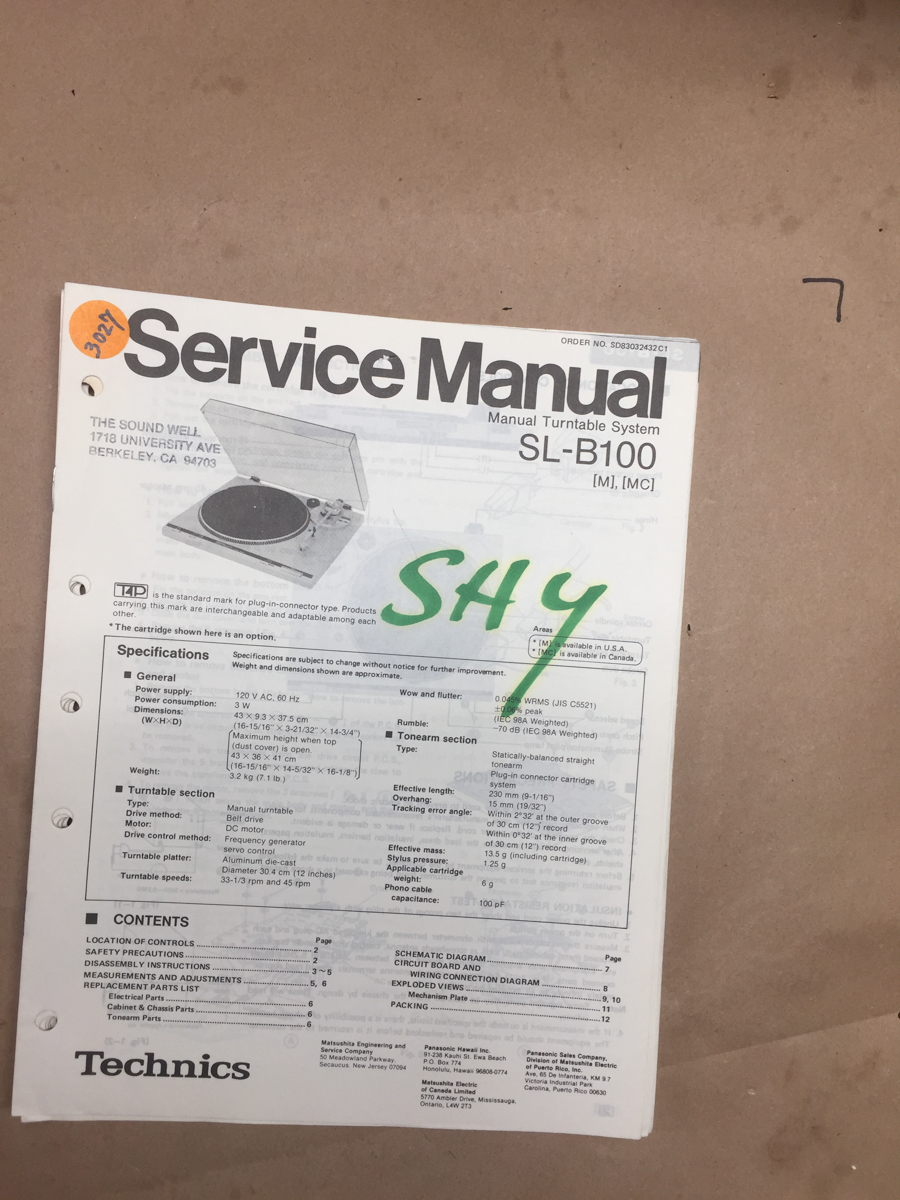 3027
Service Manual
ORDER NO. SD83032432C1
Manual Turntable System
SL-B100
[M], [MC]
THE SOUND WELL
1718 UNIVERSITY AVE
BERKELEY, CA 94703
SHY
T4P is the standard mark for plug-in-connector type. Products
carrying this mark are interchangeable and adaptable among each
other.
* The cartridge shown here is an option.
Areas
* [M] is available in U.S.A.
* [MC] is available in Canada.
Specifications
Specifications are subject to change without notice for further improvement.
Weight and dimensions shown are approximate.
■ General
Power supply: 120 V AC, 60 Hz
Power consumption: 3 W
Dimensions: 43 × 9.3 × 37.5 cm
(W×H×D) (16-15/16" × 3-21/32" × 14-3/4")
Maximum height when top
(dust cover) is open.
43 × 36 × 41 cm
(16-15/16" × 14-5/32" × 16-1/8")
Weight: 3.2 kg (7.1 lb.)
■ Turntable section
Type: Manual turntable
Drive method: Belt drive
Motor: DC motor
Drive control method: Frequency generator
servo control
Turntable platter: Aluminum die-cast
Diameter 30.4 cm (12 inches)
Turntable speeds: 33-1/3 rpm and 45 rpm
Wow and flutter: 0.045% WRMS (JIS C5521)
±0.06% peak
(IEC 98A Weighted)
Rumble: −70 dB (IEC 98A Weighted)
■ Tonearm section
Type: Statically-balanced straight
tonearm
Plug-in connector cartridge
system
Effective length: 230 mm (9-1/16")
Overhang: 15 mm (19/32")
Tracking error angle: Within 2°32' at the outer groove
of 30 cm (12") record
Within 0°32' at the inner groove
of 30 cm (12") record
Effective mass: 13.5 g (including cartridge)
Stylus pressure: 1.25 g
Applicable cartridge
weight: 6 g
Phono cable
capacitance: 100 pF
■ CONTENTS
Page
LOCATION OF CONTROLS 2
SAFETY PRECAUTIONS 2
DISASSEMBLY INSTRUCTIONS 3~5
MEASUREMENTS AND ADJUSTMENTS 5, 6
REPLACEMENT PARTS LIST
Electrical Parts 6
Cabinet & Chassis Parts 6
Tonearm Parts 6
Page
SCHEMATIC DIAGRAM 7
CIRCUIT BOARD AND
WIRING CONNECTION DIAGRAM 8
EXPLODED VIEWS 9, 10
Mechanism Plate 11
PACKING 12
Technics
Matsushita Engineering and
Service Company
50 Meadowland Parkway,
Secaucus, New Jersey 07094
Panasonic Hawaii Inc.
91-238 Kauhi St. Ewa Beach
P.O. Box 774
Honolulu, Hawaii 96808-0774
Matsushita Electric
of Canada Limited
5770 Ambler Drive, Mississauga,
Ontario, L4W 2T3
Panasonic Sales Company,
Division of Matsushita Electric
of Puerto Rico, Inc.
Ave, 65 De Infanteria, KM 9.7
Victoria Industrial Park
Carolina, Puerto Rico 00630